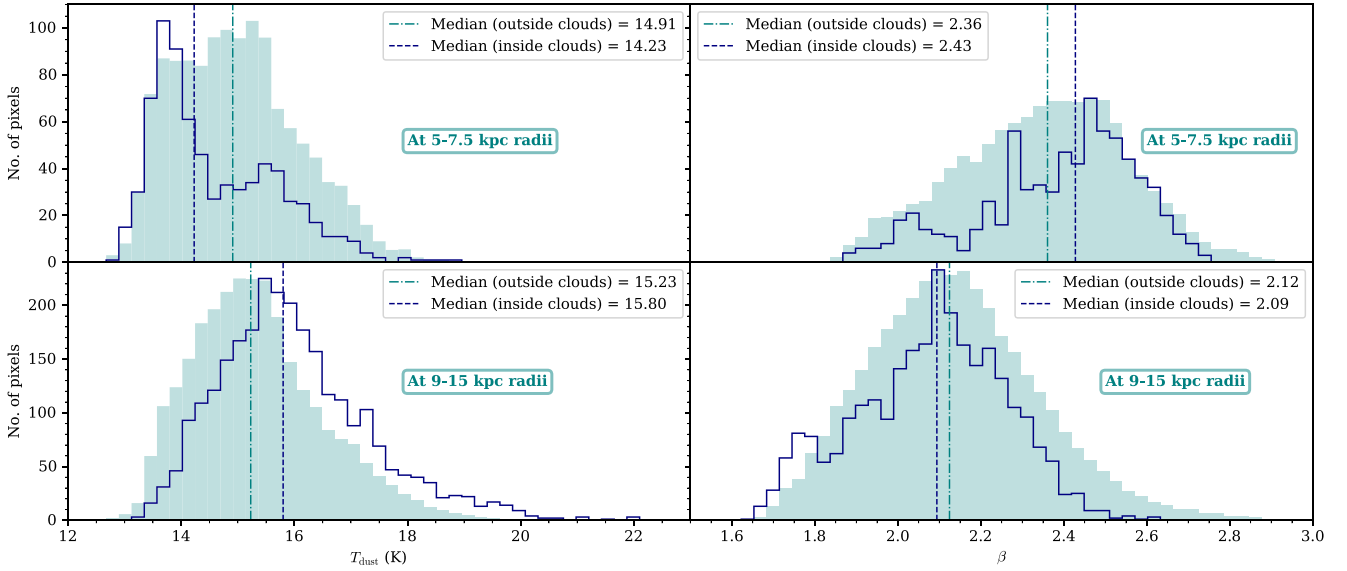 Median (outside clouds) = 14.91
Median (inside clouds) = 14.23
At 5-7.5 kpc radii
No. of pixels
100
80
60
40
20
0
Median (outside clouds) = 2.36
Median (inside clouds) = 2.43
At 5-7.5 kpc radii
Median (outside clouds) = 15.23
Median (inside clouds) = 15.80
At 9-15 kpc radii
No. of pixels
200
150
100
50
0
12 14 16 18 20 22
T_dust (K)
Median (outside clouds) = 2.12
Median (inside clouds) = 2.09
At 9-15 kpc radii
1.6 1.8 2.0 2.2 2.4 2.6 2.8 3.0
β